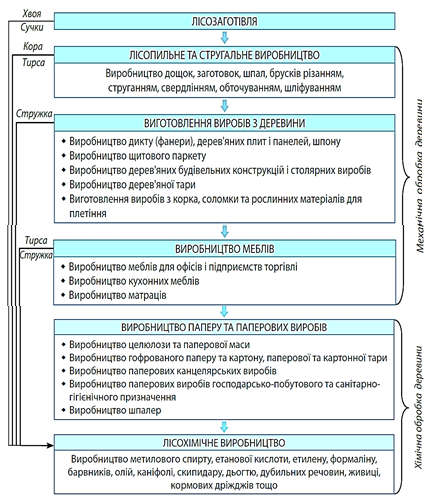 Хвоя
Сучки
ЛІСОЗАГОТІВЛЯ
Кора
Тирса
ЛІСОПИЛЬНЕ ТА СТРУГАЛЬНЕ ВИРОБНИЦТВО
Виробництво дощок, заготовок, шпал, брусків різанням,
струганням, свердлінням, обточуванням, шліфуванням
Стружка
ВИГОТОВЛЕННЯ ВИРОБІВ З ДЕРЕВИНИ
◆ Виробництво дикту (фанери), дерев'яних плит і панелей, шпону
◆ Виробництво щитового паркету
◆ Виробництво дерев'яних будівельних конструкцій і столярних виробів
◆ Виробництво дерев'яної тари
◆ Виготовлення виробів з корка, соломки та рослинних матеріалів для
плетіння
Механічна обробка деревини
Тирса
Стружка
ВИРОБНИЦТВО МЕБЛІВ
◆ Виробництво меблів для офісів і підприємств торгівлі
◆ Виробництво кухонних меблів
◆ Виробництво матраців
ВИРОБНИЦТВО ПАПЕРУ ТА ПАПЕРОВИХ ВИРОБІВ
◆ Виробництво целюлози та паперової маси
◆ Виробництво гофрованого паперу та картону, паперової та картонної тари
◆ Виробництво паперових канцелярських виробів
◆ Виробництво паперових виробів господарсько-побутового та санітарно-
гігієнічного призначення
◆ Виробництво шпалер
Хімічна обробка деревини
ЛІСОХІМІЧНЕ ВИРОБНИЦТВО
Виробництво метилового спирту, етанової кислоти, етилену, формаліну,
барвників, олій, каніфолі, скипидару, дьогтю, дубильних речовин, живиці,
кормових дріжджів тощо